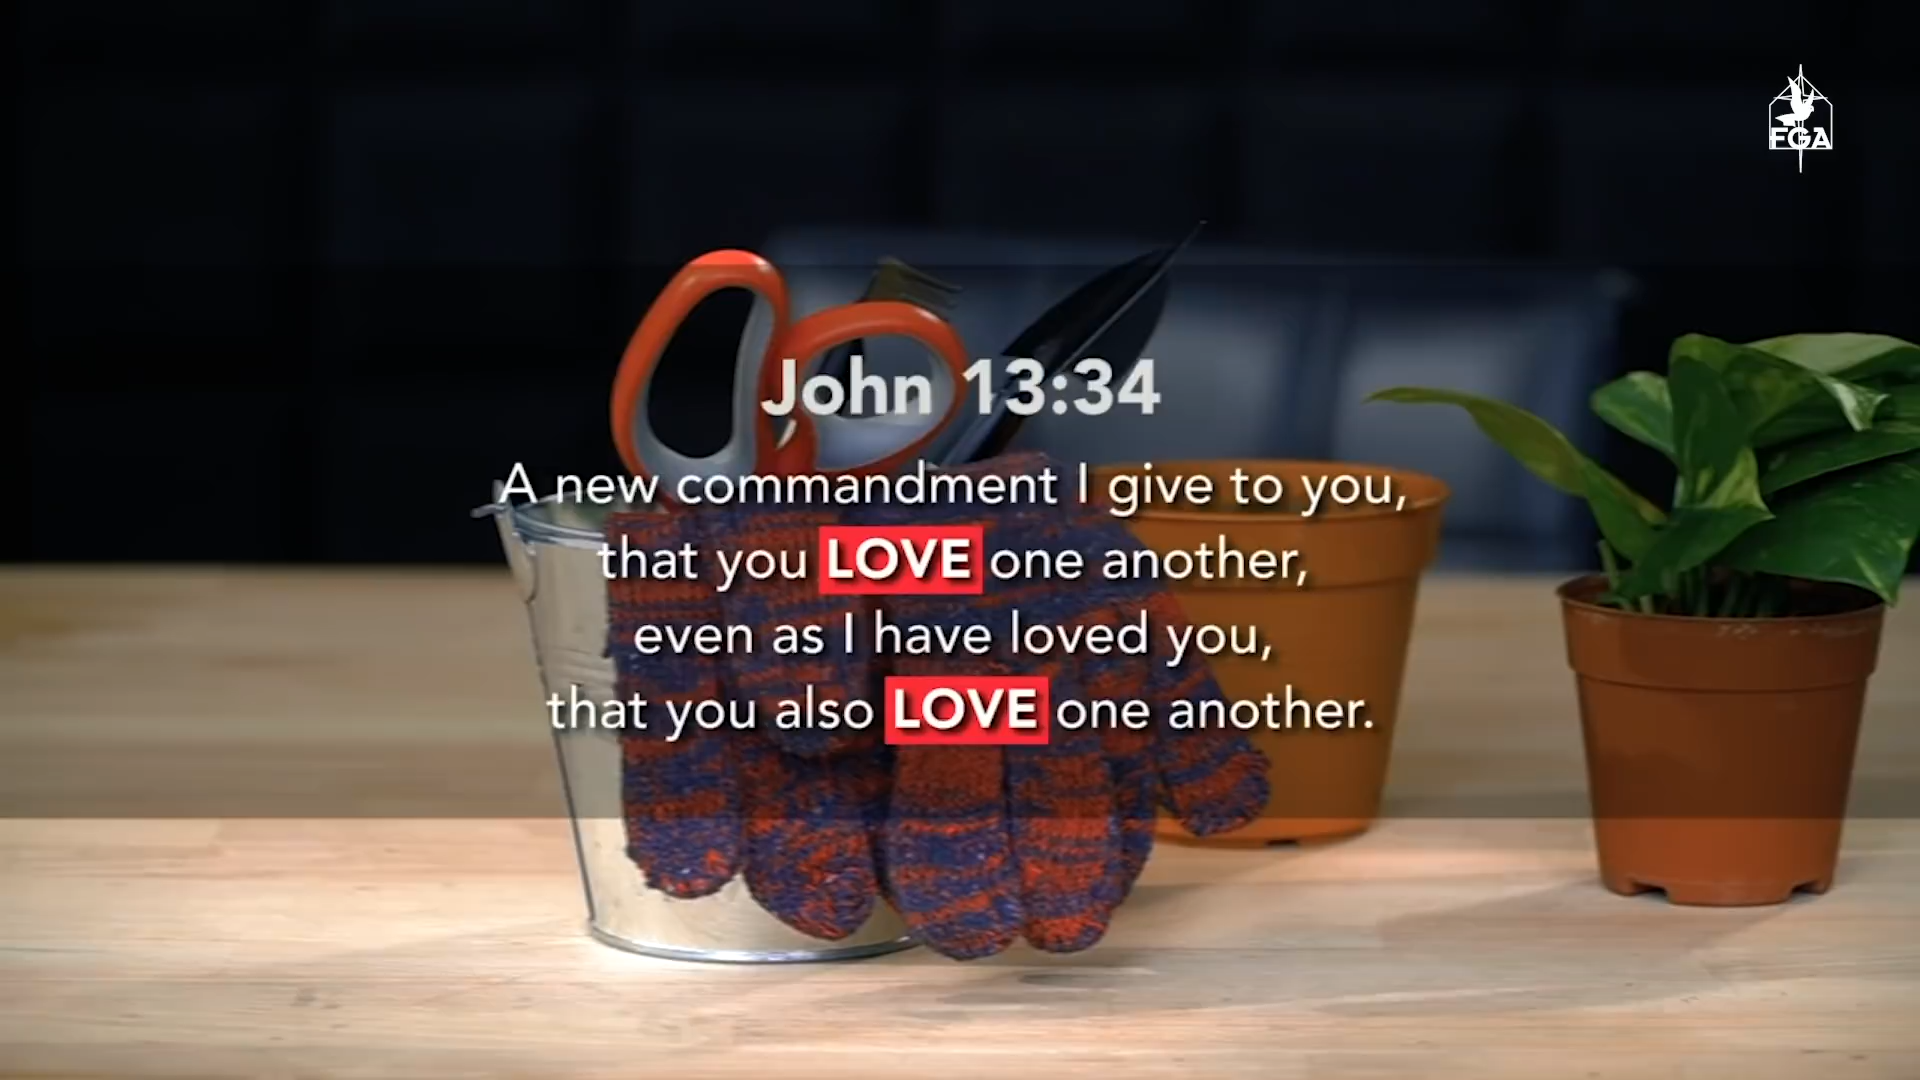 FGA
John 13:34
A new commandment I give to you,
that you LOVE one another,
even as I have loved you,
that you also LOVE one another.